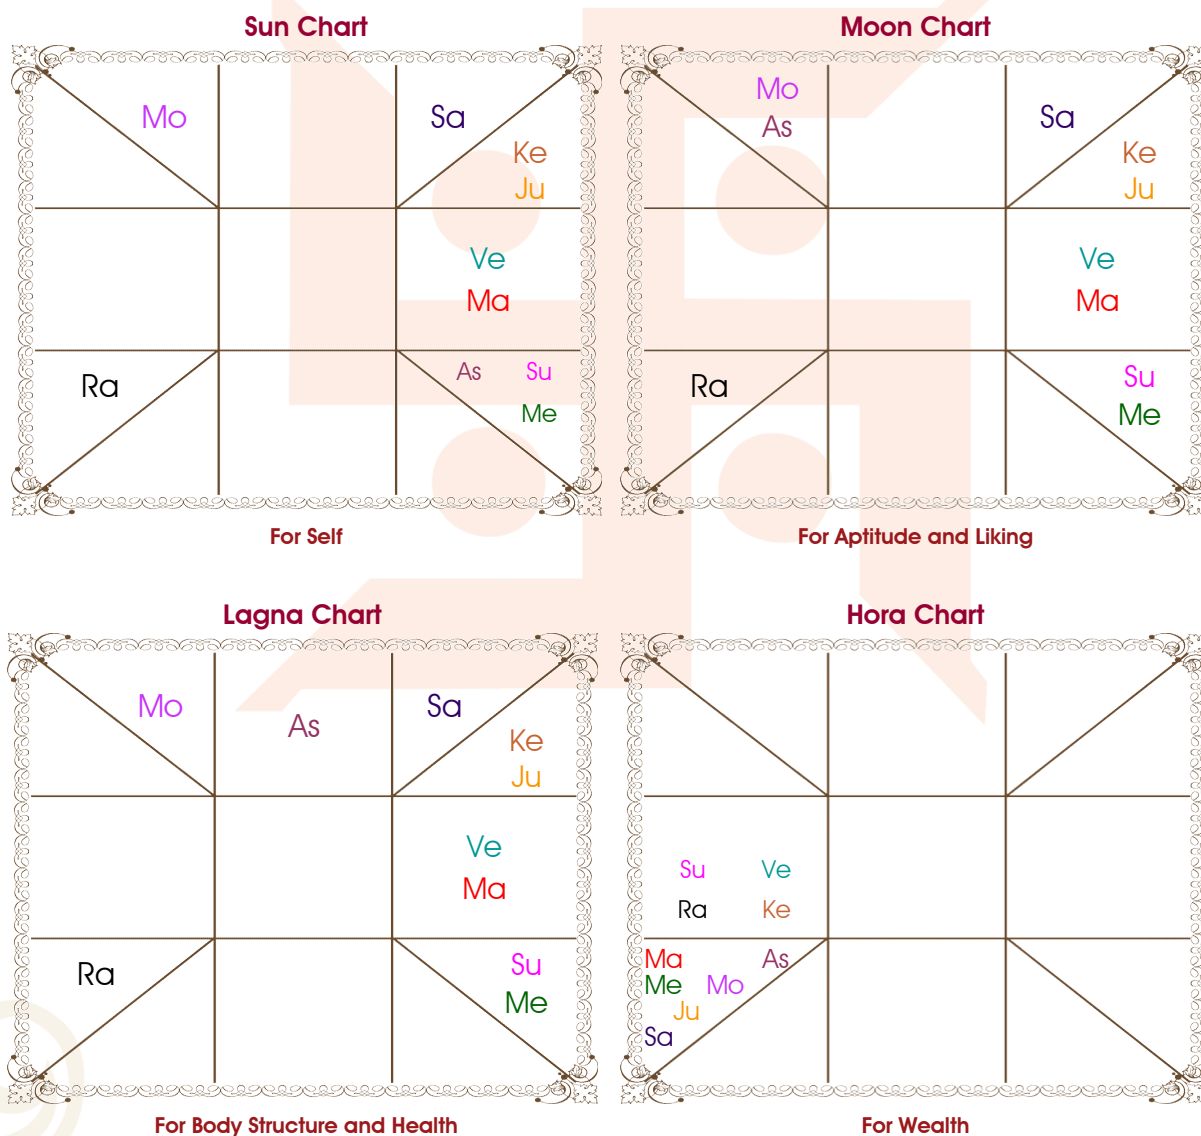 Sun Chart
Mo
Sa
Ke
Ju
Ve
Ma
Ra
As Su
Me
For Self
Moon Chart
Mo
As
Sa
Ke
Ju
Ve
Ma
Ra
Su
Me
For Aptitude and Liking
Lagna Chart
Mo
As
Sa
Ke
Ju
Ve
Ma
Ra
Su
Me
For Body Structure and Health
Hora Chart
Su Ve
Ra Ke
Ma As
Me Mo
Ju
Sa
For Wealth